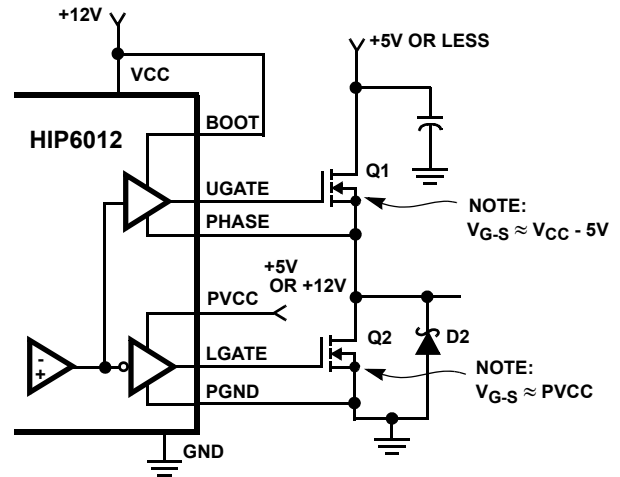 +12V
+5V OR LESS
VCC
BOOT
HIP6012
Q1
UGATE
NOTE:
VG-S ≈ VCC - 5V
PHASE
+5V
OR +12V
PVCC
Q2
D2
LGATE
NOTE:
VG-S ≈ PVCC
PGND
-
+
GND